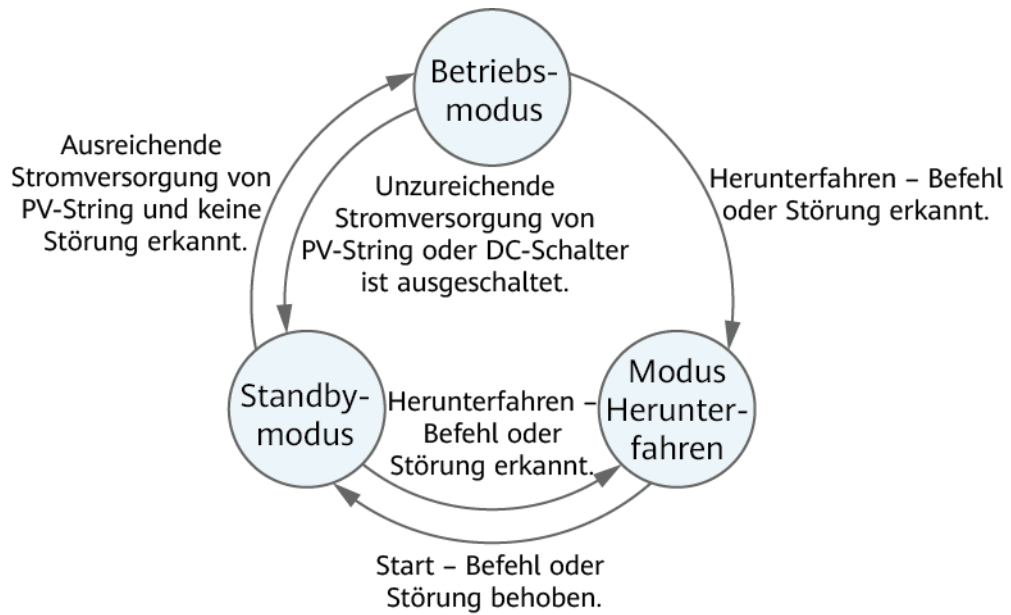 Betriebs-
modus
Ausreichende
Stromversorgung von
PV-String und keine
Störung erkannt.
Unzureichende
Stromversorgung von
PV-String oder DC-Schalter
ist ausgeschaltet.
Herunterfahren – Befehl
oder Störung erkannt.
Standby-
modus
Herunterfahren –
Befehl oder
Störung erkannt.
Modus
Herunter-
fahren
Start – Befehl oder
Störung behoben.